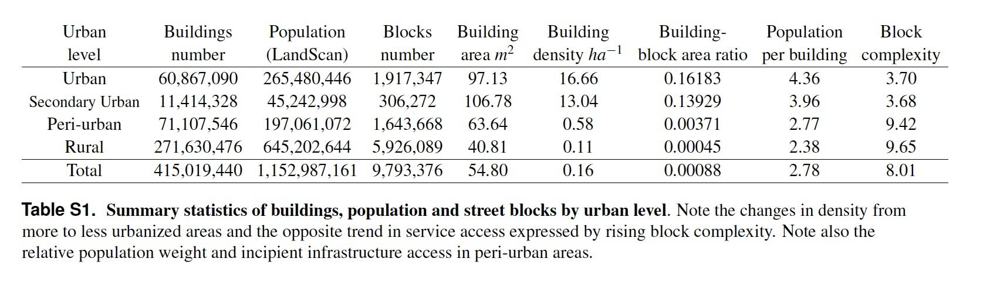 Urban Buildings Population Blocks Building Building Building- Population Block
level number (LandScan) number area m² density ha⁻¹ block area ratio per building complexity
Urban 60,867,090 265,480,446 1,917,347 97.13 16.66 0.16183 4.36 3.70
Secondary Urban 11,414,328 45,242,998 306,272 106.78 13.04 0.13929 3.96 3.68
Peri-urban 71,107,546 197,061,072 1,643,668 63.64 0.58 0.00371 2.77 9.42
Rural 271,630,476 645,202,644 5,926,089 40.81 0.11 0.00045 2.38 9.65
Total 415,019,440 1,152,987,161 9,793,376 54.80 0.16 0.00088 2.78 8.01
Table S1. Summary statistics of buildings, population and street blocks by urban level. Note the changes in density from
more to less urbanized areas and the opposite trend in service access expressed by rising block complexity. Note also the
relative population weight and incipient infrastructure access in peri-urban areas.